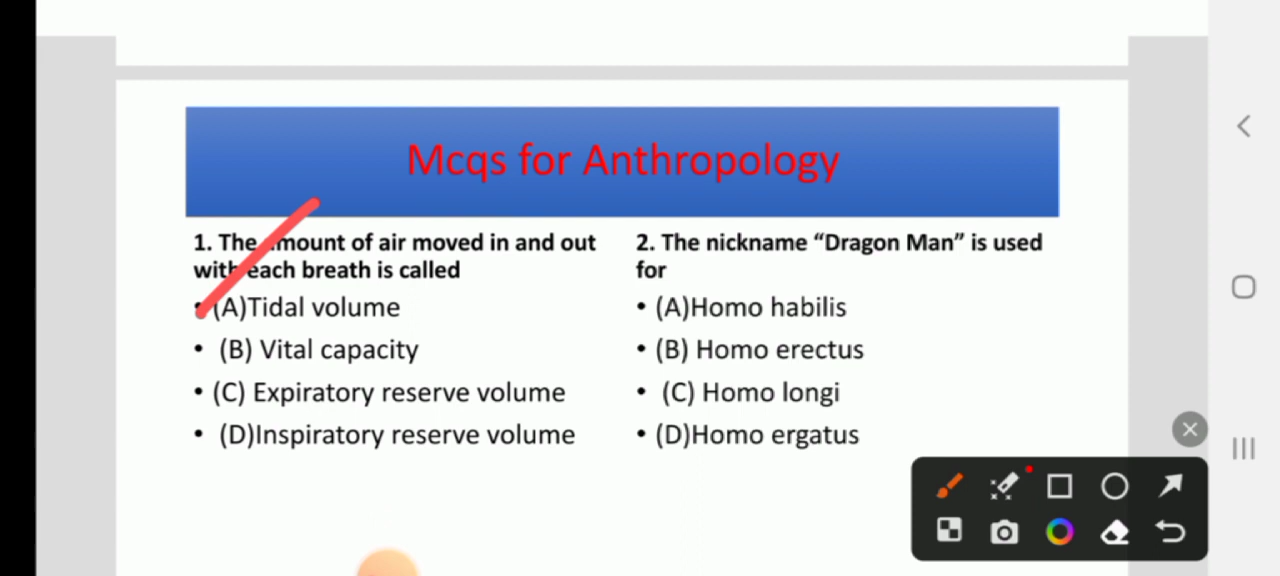 Mcqs for Anthropology
1. The amount of air moved in and out
with each breath is called
• (A)Tidal volume
• (B) Vital capacity
• (C) Expiratory reserve volume
• (D)Inspiratory reserve volume
2. The nickname “Dragon Man” is used
for
• (A)Homo habilis
• (B) Homo erectus
• (C) Homo longi
• (D)Homo ergatus